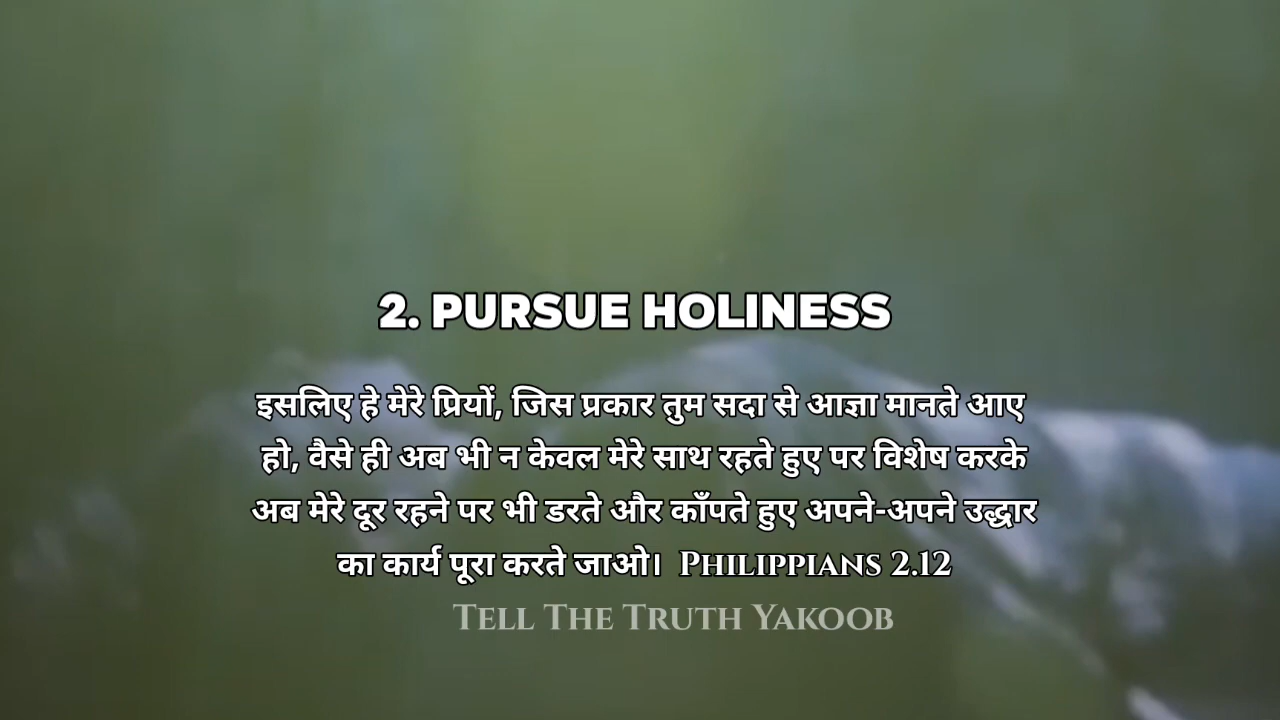 2. PURSUE HOLINESS
इसलिए हे मेरे प्रियों, जिस प्रकार तुम सदा से आज्ञा मानते आए
हो, वैसे ही अब भी न केवल मेरे साथ रहते हुए पर विशेष करके
अब मेरे दूर रहने पर भी डरते और काँपते हुए अपने-अपने उद्धार
का कार्य पूरा करते जाओ। PHILIPPIANS 2.12
TELL THE TRUTH YAKOOB